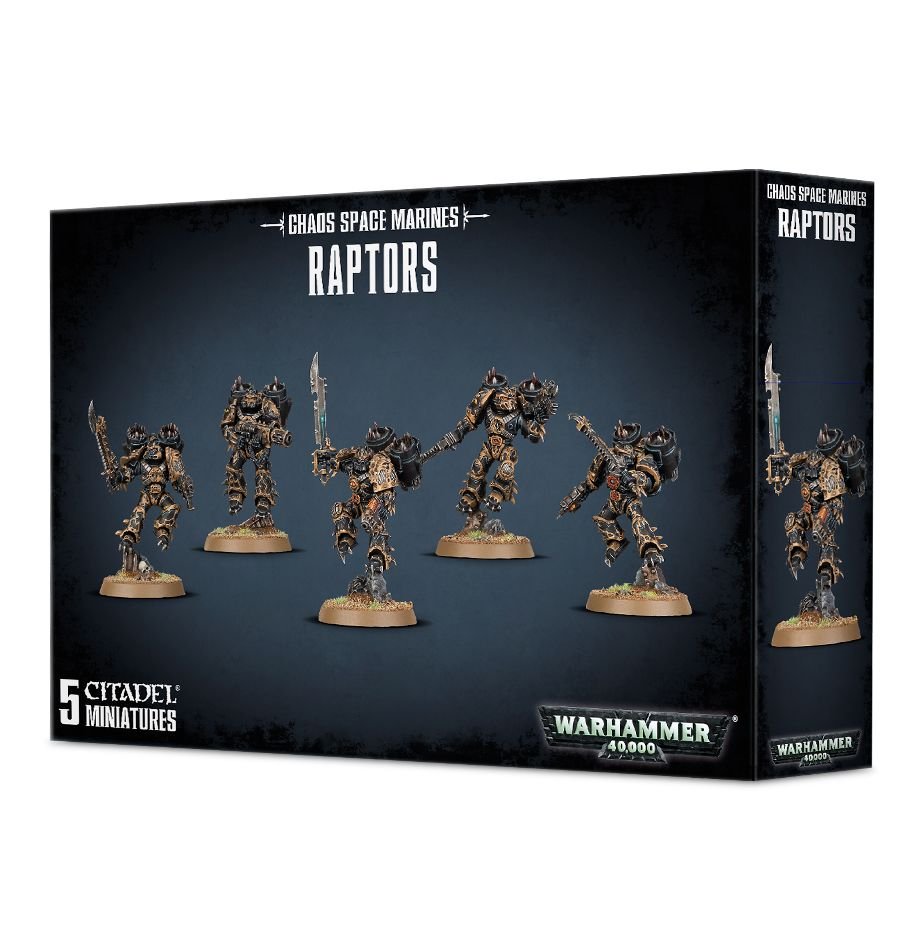 CHAOS SPACE MARINES
RAPTORS
5 CITADEL®
MINIATURES
WARHAMMER®
40,000
CHAOS SPACE MARINES
RAPTORS
WARHAMMER
40,000